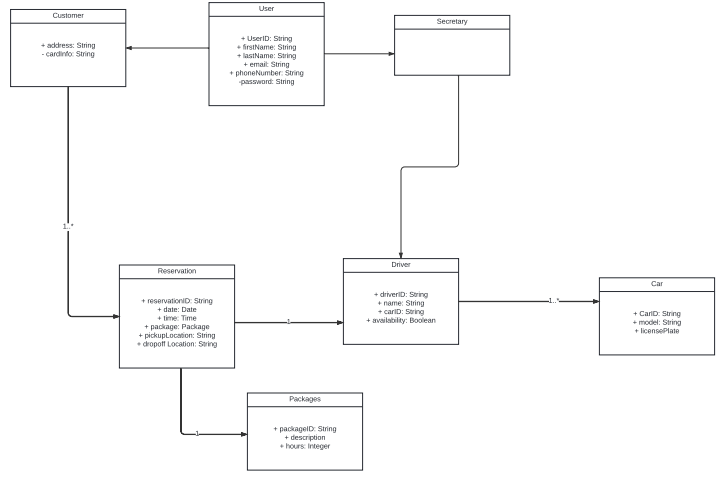 Customer
+ address: String
- cardInfo: String
User
+ UserID: String
+ firstName: String
+ lastName: String
+ email: String
+ phoneNumber: String
-password: String
Secretary
1..*
Reservation
+ reservationID: String
+ date: Date
+ time: Time
+ package: Package
+ pickupLocation: String
+ dropoff Location: String
1
Driver
+ driverID: String
+ name: String
+ carID: String
+ availability: Boolean
1..*
Car
+ CarID: String
+ model: String
+ licensePlate
1
Packages
+ packageID: String
+ description
+ hours: Integer